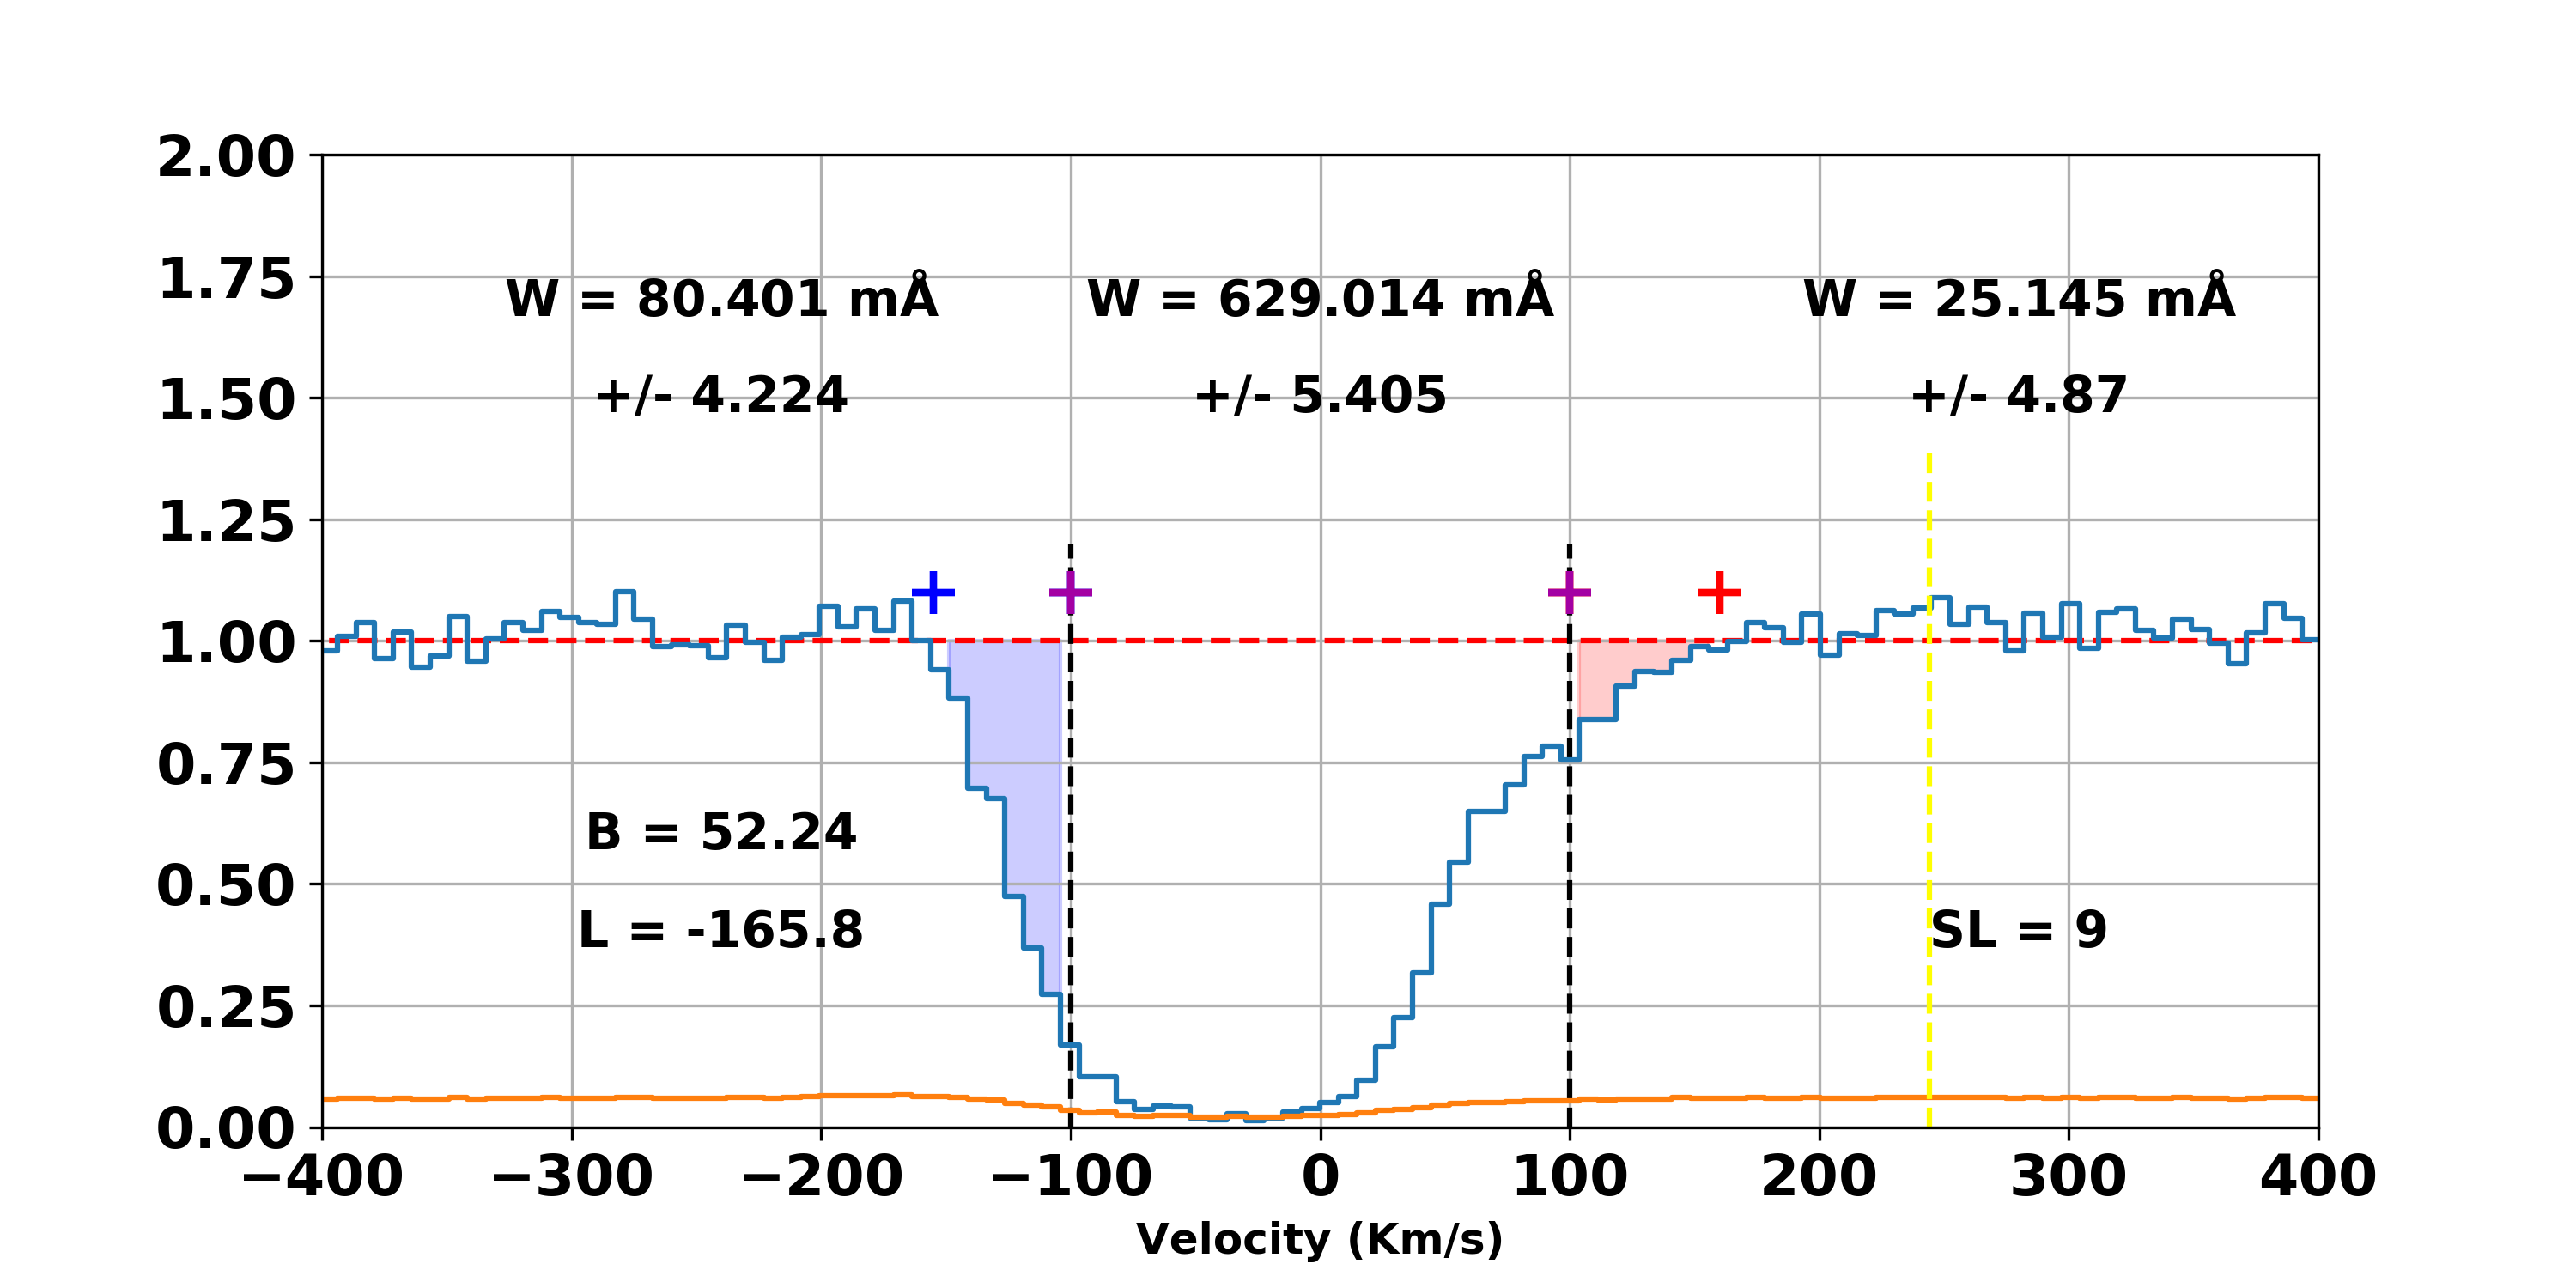 2.00
1.75
W = 80.401 mÅ W = 629.014 mÅ W = 25.145 mÅ
1.50
+/- 4.224 +/- 5.405 +/- 4.87
1.25
1.00
0.75
B = 52.24
0.50
L = -165.8 SL = 9
0.25
0.00
−400 −300 −200 −100 0 100 200 300 400
Velocity (Km/s)